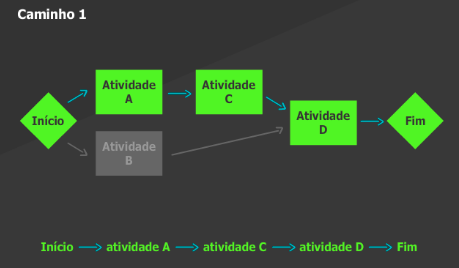 Caminho 1
Atividade
A
Atividade
C
Início
Atividade
D
Fim
Atividade
B
Início → atividade A → atividade C → atividade D → Fim